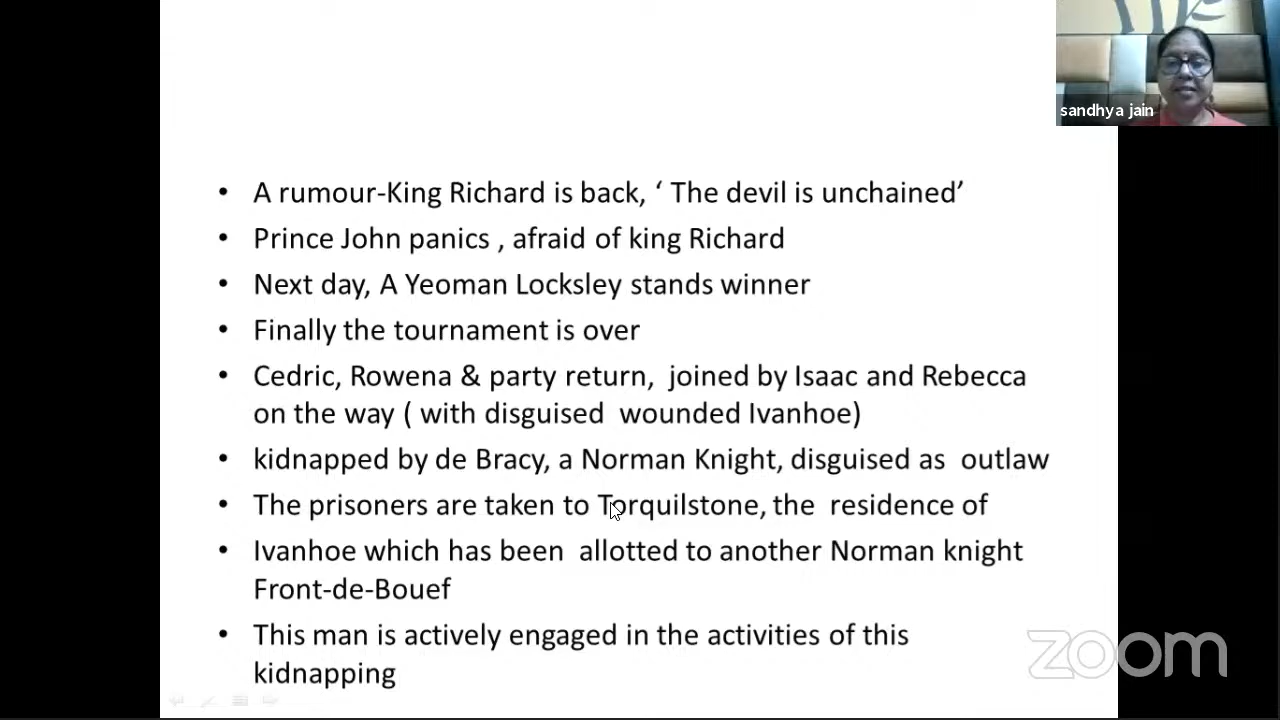 sandhya jain
• A rumour-King Richard is back, ‘ The devil is unchained’
• Prince John panics , afraid of king Richard
• Next day, A Yeoman Locksley stands winner
• Finally the tournament is over
• Cedric, Rowena & party return, joined by Isaac and Rebecca
on the way ( with disguised wounded Ivanhoe)
• kidnapped by de Bracy, a Norman Knight, disguised as outlaw
• The prisoners are taken to Torquilstone, the residence of
• Ivanhoe which has been allotted to another Norman knight
Front-de-Bouef
• This man is actively engaged in the activities of this
kidnapping
zoom